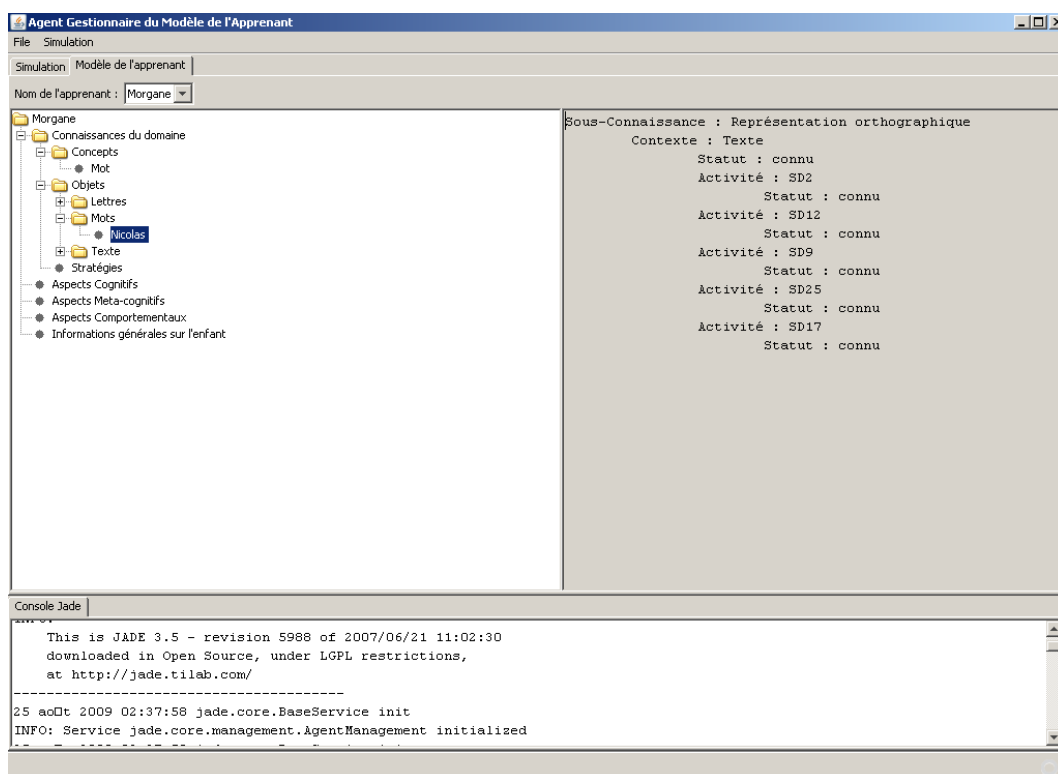 Agent Gestionnaire du Modèle de l'Apprenant
File Simulation
Simulation Modèle de l'apprenant
Nom de l'apprenant : Morgane
Morgane
Connaissances du domaine
Concepts
Mot
Objets
Lettres
Mots
Nicolas
Texte
Stratégies
Aspects Cognitifs
Aspects Meta-cognitifs
Aspects Comportementaux
Informations générales sur l'enfant
Sous-Connaissance : Représentation orthographique
Contexte : Texte
Statut : connu
Activité : SD2
Statut : connu
Activité : SD12
Statut : connu
Activité : SD9
Statut : connu
Activité : SD25
Statut : connu
Activité : SD17
Statut : connu
Console Jade
INFO:
This is JADE 3.5 - revision 5988 of 2007/06/21 11:02:30
downloaded in Open Source, under LGPL restrictions,
at http://jade.tilab.com/
----------------------------------------
25 ao□t 2009 02:37:58 jade.core.BaseService init
INFO: Service jade.core.management.AgentManagement initialized